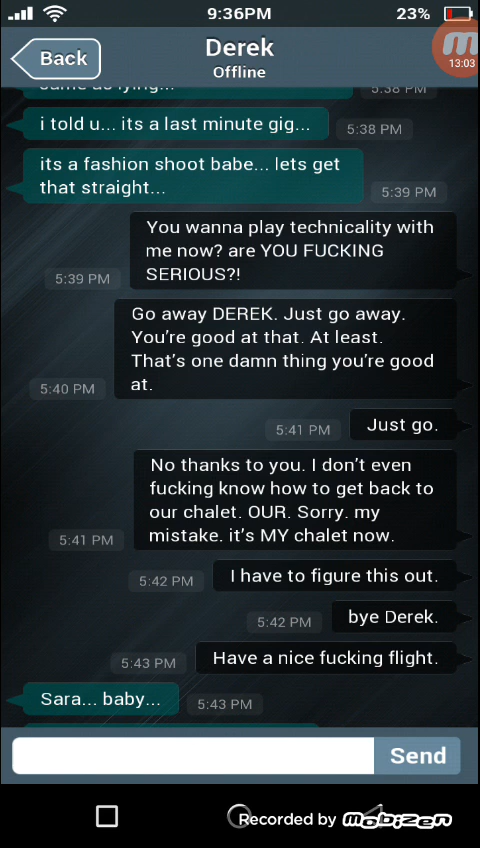 9:36PM
23%
Back
Derek
Offline
13:03
same as lying...
5:38 PM
i told u... its a last minute gig...
5:38 PM
its a fashion shoot babe... lets get
that straight...
5:39 PM
You wanna play technicality with
me now? are YOU FUCKING
SERIOUS?!
5:39 PM
Go away DEREK. Just go away.
You're good at that. At least.
That's one damn thing you're good
at.
5:40 PM
Just go.
5:41 PM
No thanks to you. I don't even
fucking know how to get back to
our chalet. OUR. Sorry. my
mistake. it's MY chalet now.
5:41 PM
I have to figure this out.
5:42 PM
bye Derek.
5:42 PM
Have a nice fucking flight.
5:43 PM
Sara... baby...
5:43 PM
Send
Recorded by mobizen